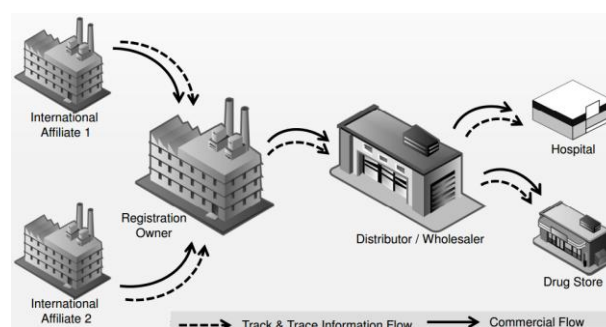 International
Affiliate 1
Registration
Owner
International
Affiliate 2
Distributor / Wholesaler
Hospital
Drug Store
Track & Trace Information Flow
Commercial Flow